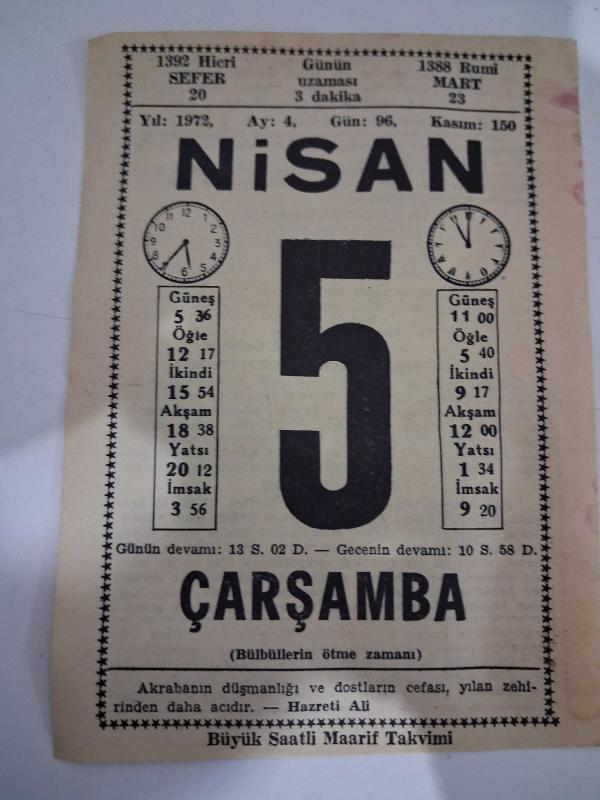 1392 Hicri
SEFER
20
Günün
uzaması
3 dakika
1388 Rumi
MART
23
Yıl: 1972, Ay: 4, Gün: 96, Kasım: 150
NiSAN
5
Güneş
5 36
Öğle
12 17
İkindi
15 54
Akşam
18 38
Yatsı
20 12
İmsak
3 56
Güneş
11 00
Öğle
5 40
İkindi
9 17
Akşam
12 00
Yatsı
1 34
İmsak
9 20
Günün devamı: 13 S. 02 D. — Gecenin devamı: 10 S. 58 D.
ÇARŞAMBA
(Bülbüllerin ötme zamanı)
Akrabanın düşmanlığı ve dostların cefası, yılan zehi-
rinden daha acıdır. — Hazreti Ali
Büyük Saatli Maarif Takvimi